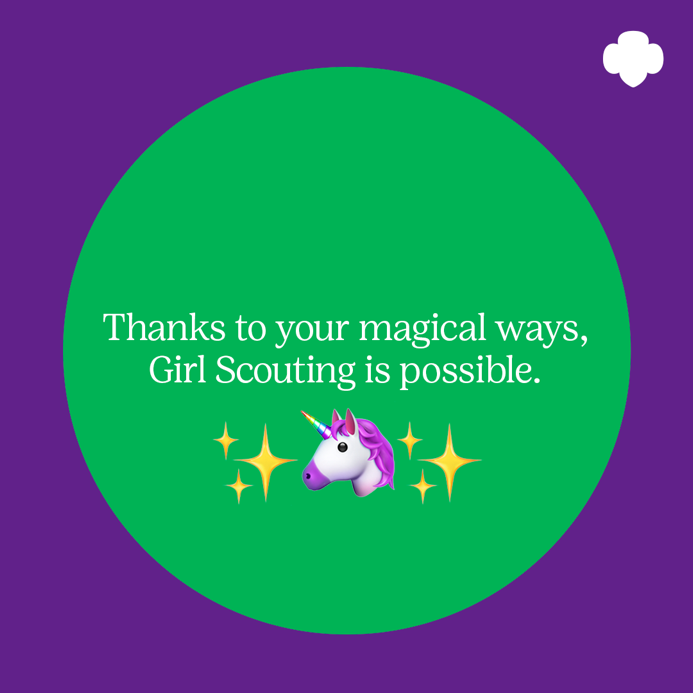 Thanks to your magical ways,
Girl Scouting is possible.